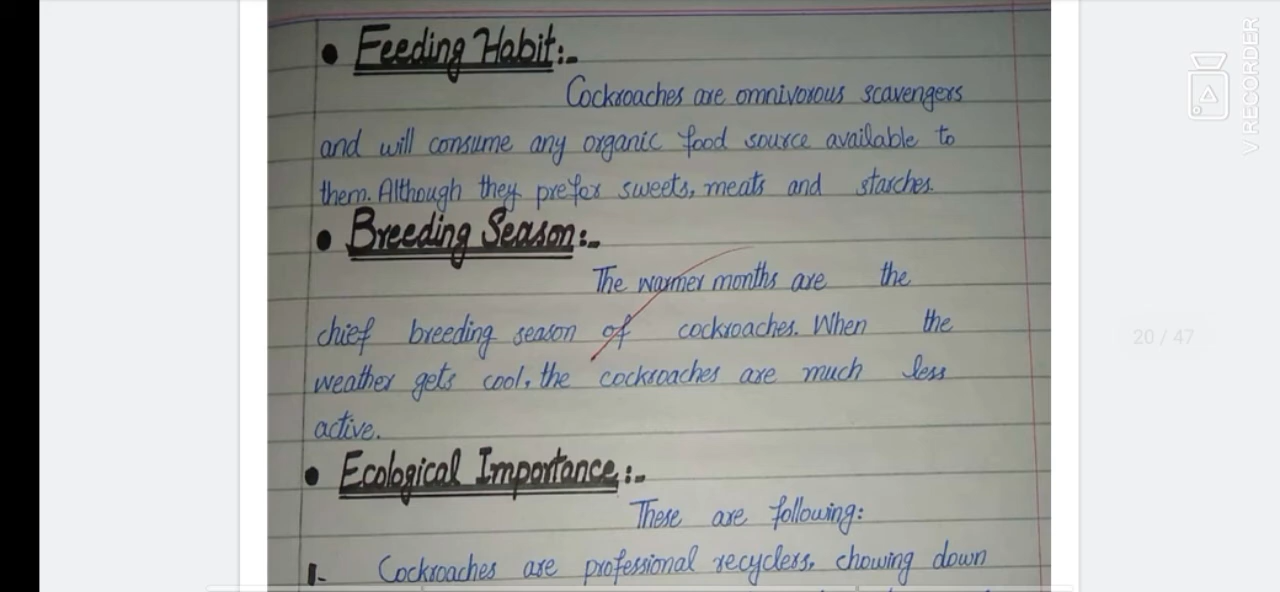 • Feeding Habit:-
Cockroaches are omnivorous scavengers
and will consume any organic food source available to
them. Although they prefer sweets, meats and starches.
• Breeding Season:-
The warmer months are the
chief breeding season of cockroaches. When the
weather gets cool, the cockroaches are much less
active.
• Ecological Importance:-
These are following:
1- Cockroaches are professional recyclers, chowing down
20 / 47
V RECORDER